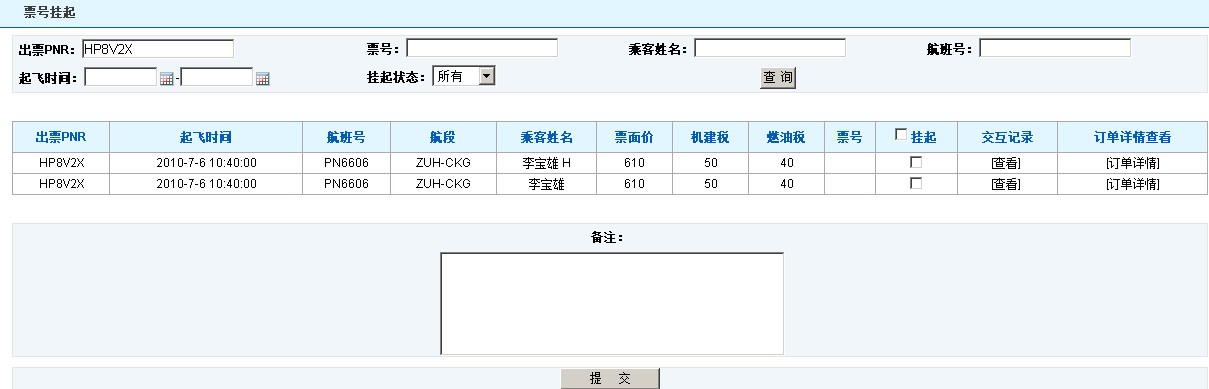 票号挂起
出票PNR: HP8V2X 票号: 乘客姓名: 航班号:
起飞时间: - 挂起状态: 所有 查 询
出票PNR 起飞时间 航班号 航段 乘客姓名 票面价 机建税 燃油税 票号 挂起 交互记录 订单详情查看
HP8V2X 2010-7-6 10:40:00 PN6606 ZUH-CKG 李宝雄 H 610 50 40 [查看] [订单详情]
HP8V2X 2010-7-6 10:40:00 PN6606 ZUH-CKG 李宝雄 610 50 40 [查看] [订单详情]
备注:
提 交